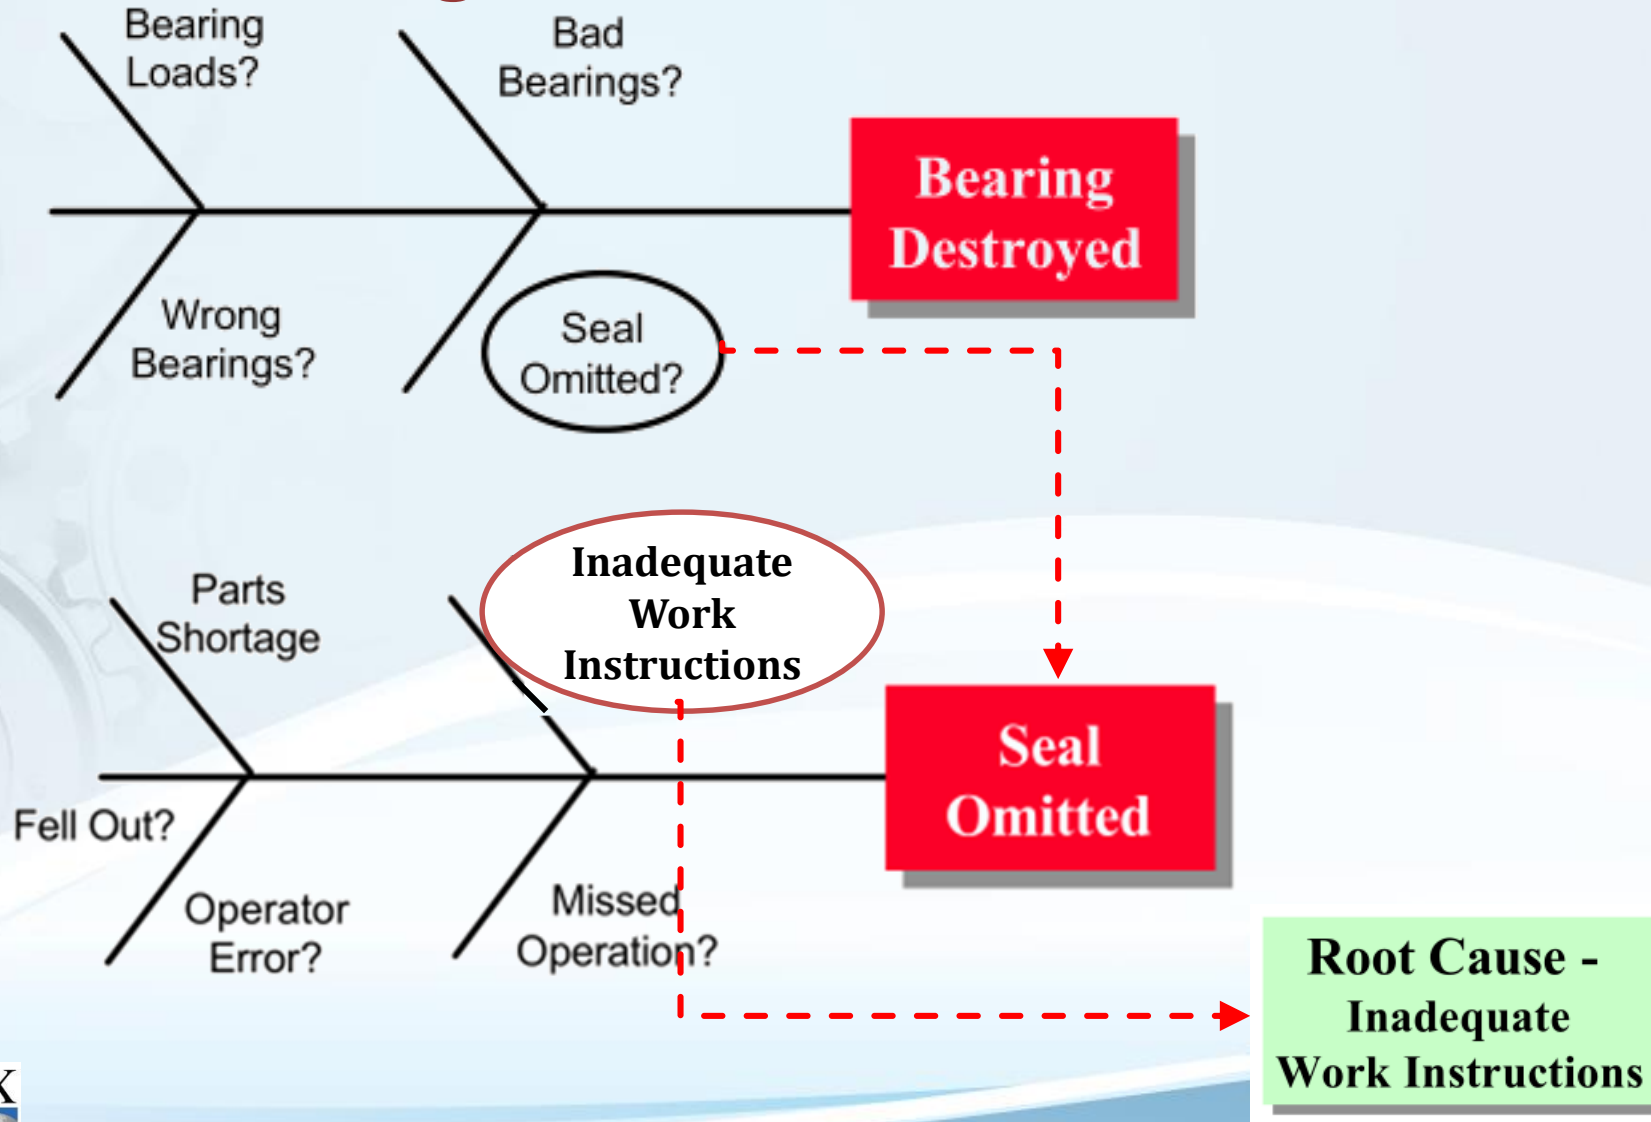 Bearing
Loads?
Bad
Bearings?
Bearing
Destroyed
Wrong
Bearings?
Seal
Omitted?
Inadequate
Work
Instructions
Parts
Shortage
Seal
Omitted
Fell Out?
Operator
Error?
Missed
Operation?
Root Cause -
Inadequate
Work Instructions
X